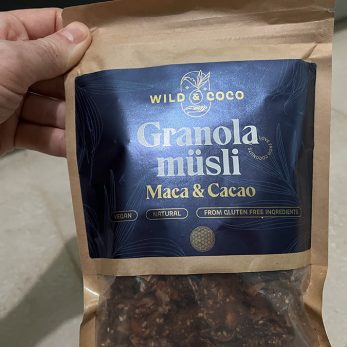 WILD & COCO
Granola
müsli
Maca & Cacao
VEGAN
NATURAL
FROM GLUTEN FREE INGREDIENTS